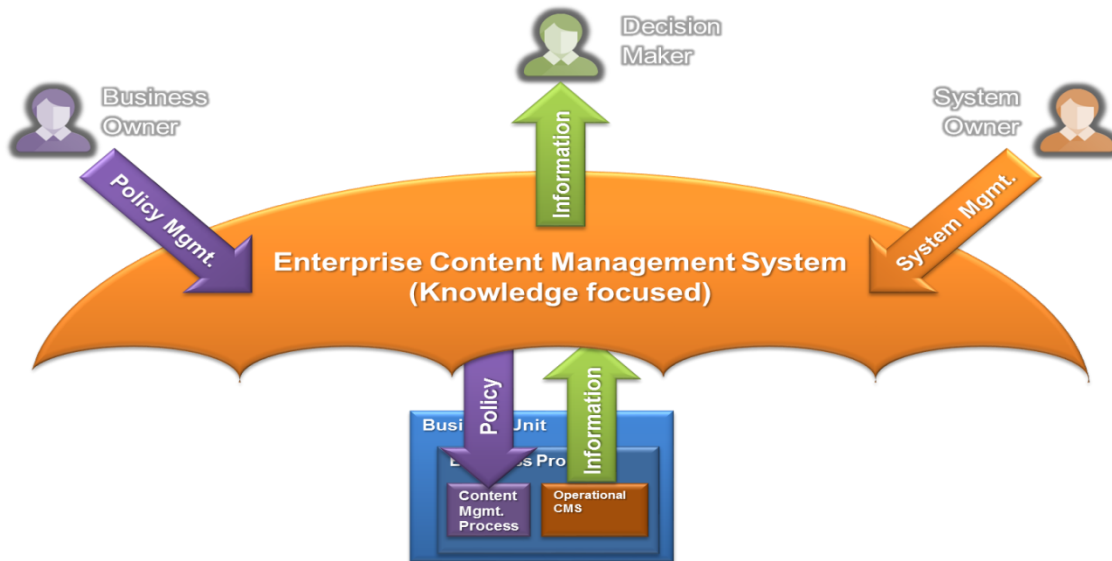 Decision
Maker
Business
Owner
System
Owner
Information
Policy Mgmt.
System Mgmt.
Enterprise Content Management System
(Knowledge focused)
Policy
Information
Unit
Content
Mgmt.
Process
Operational
CMS